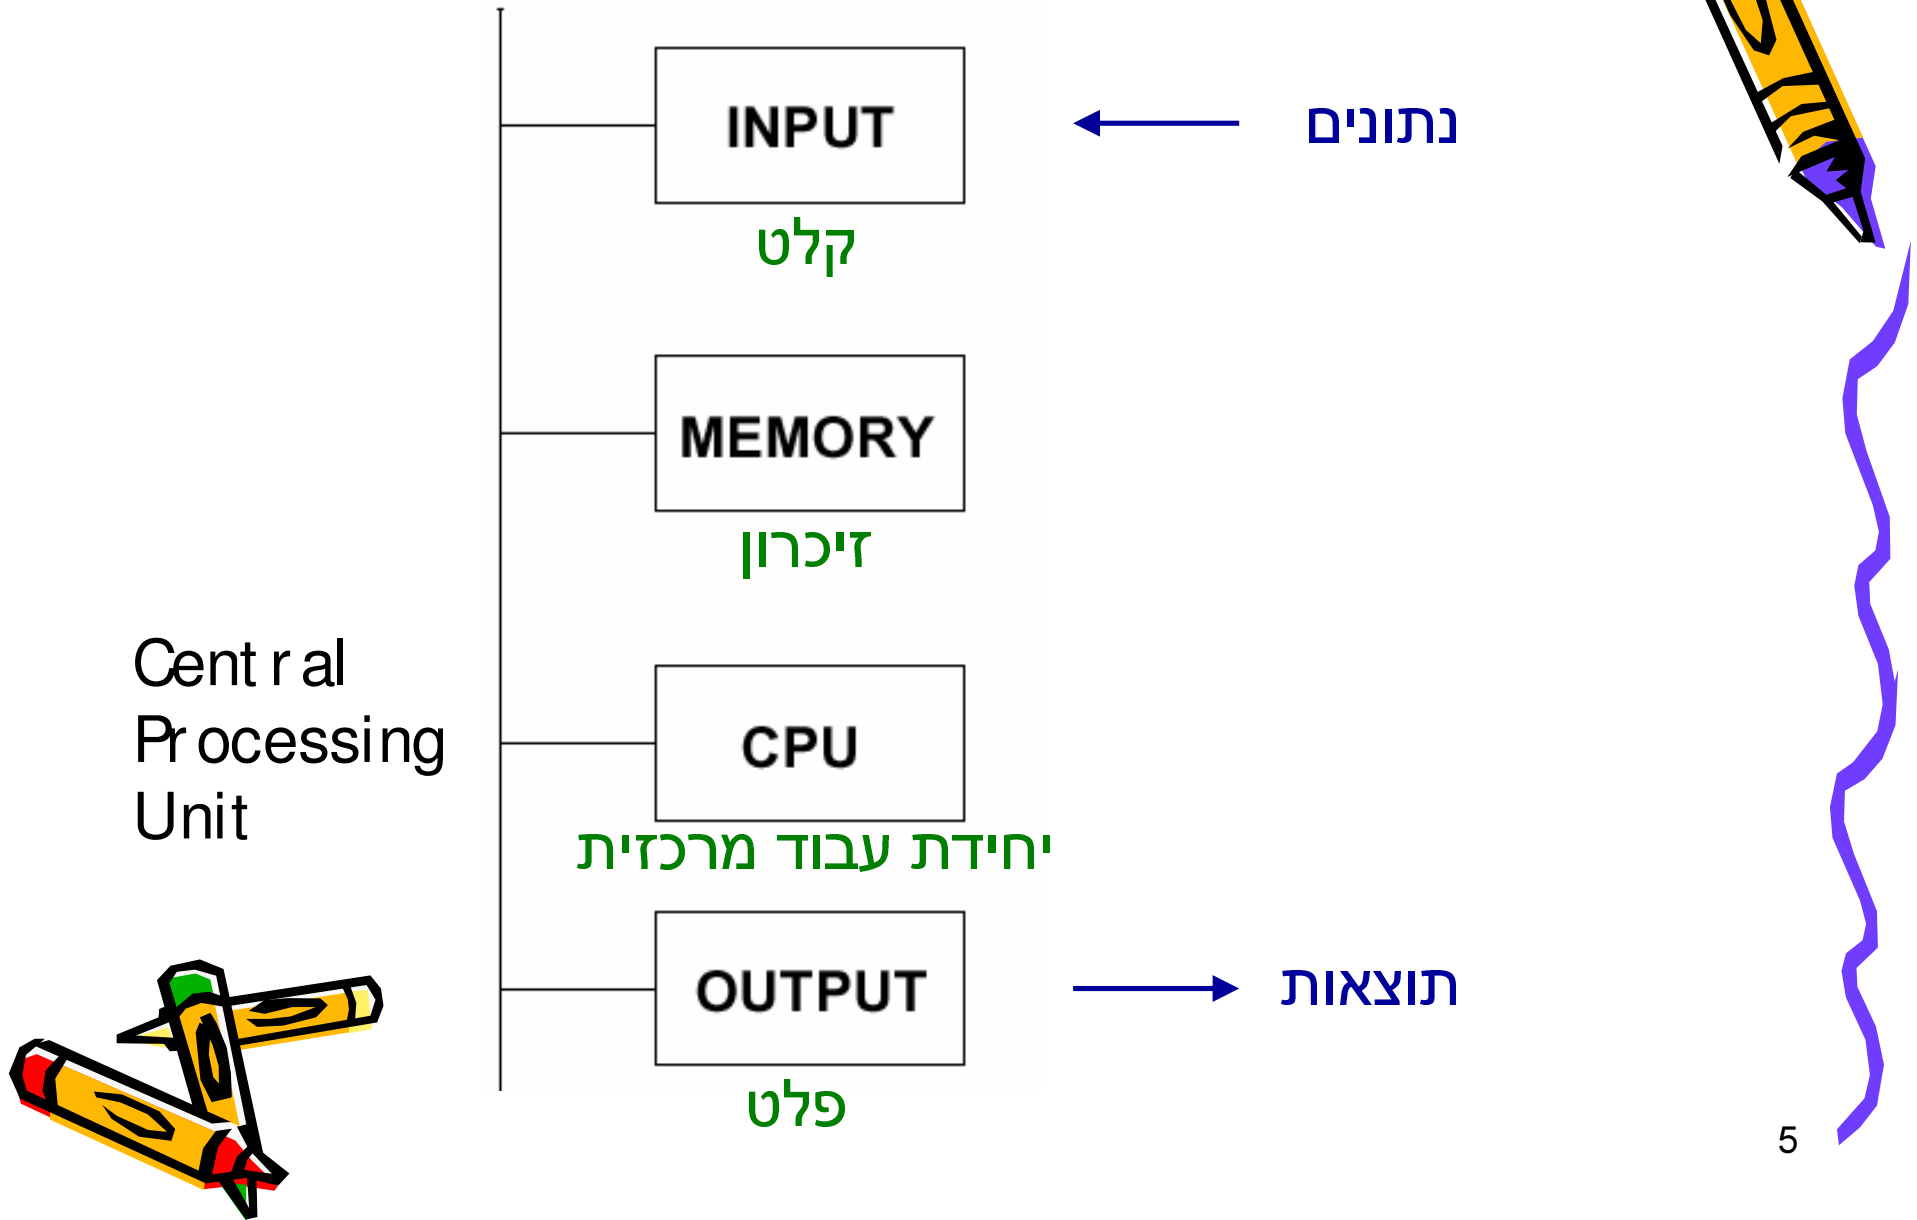 INPUT
נתונים
קלט
MEMORY
זיכרון
Central
Processing
Unit
CPU
יחידת עבוד מרכזית
OUTPUT
תוצאות
פלט
5